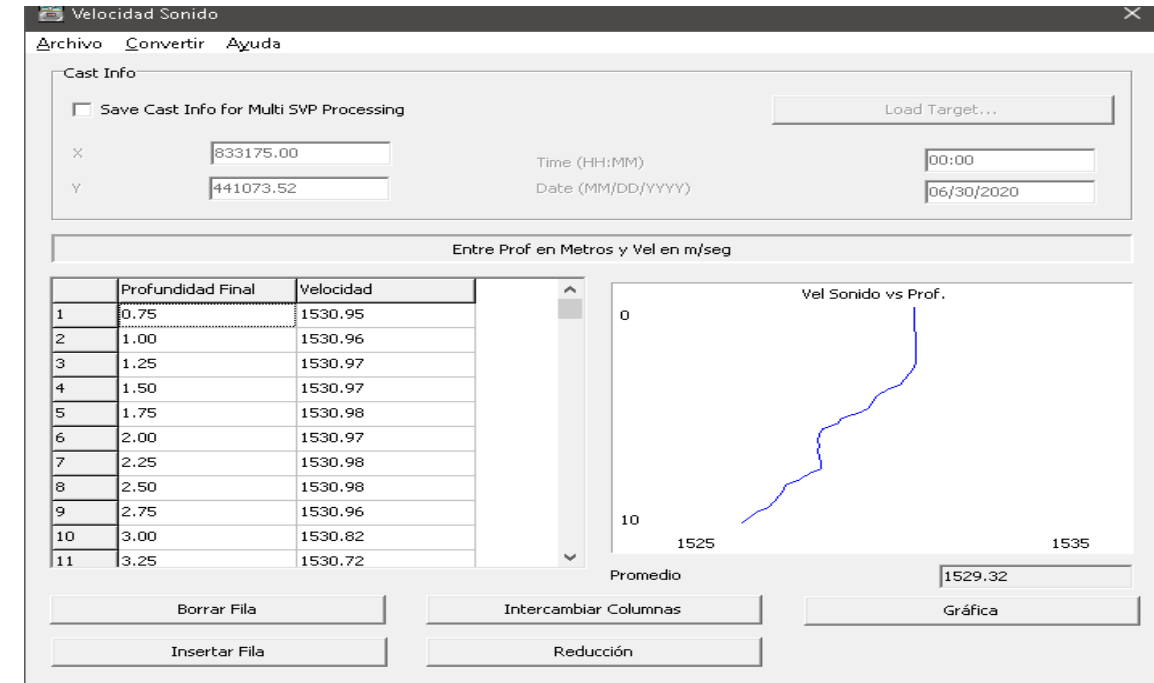 Velocidad Sonido
Archivo Convertir Ayuda
Cast Info
Save Cast Info for Multi SVP Processing
Load Target...
X 833175.00 Time (HH:MM) 00:00
Y 441073.52 Date (MM/DD/YYYY) 06/30/2020
Entre Prof en Metros y Vel en m/seg
Profundidad Final Velocidad
1 0.75 1530.95
2 1.00 1530.96
3 1.25 1530.97
4 1.50 1530.97
5 1.75 1530.98
6 2.00 1530.97
7 2.25 1530.98
8 2.50 1530.98
9 2.75 1530.96
10 3.00 1530.82
11 3.25 1530.72
Vel Sonido vs Prof.
0
10
1525 1535
Promedio 1529.32
Borrar Fila Intercambiar Columnas Gráfica
Insertar Fila Reducción